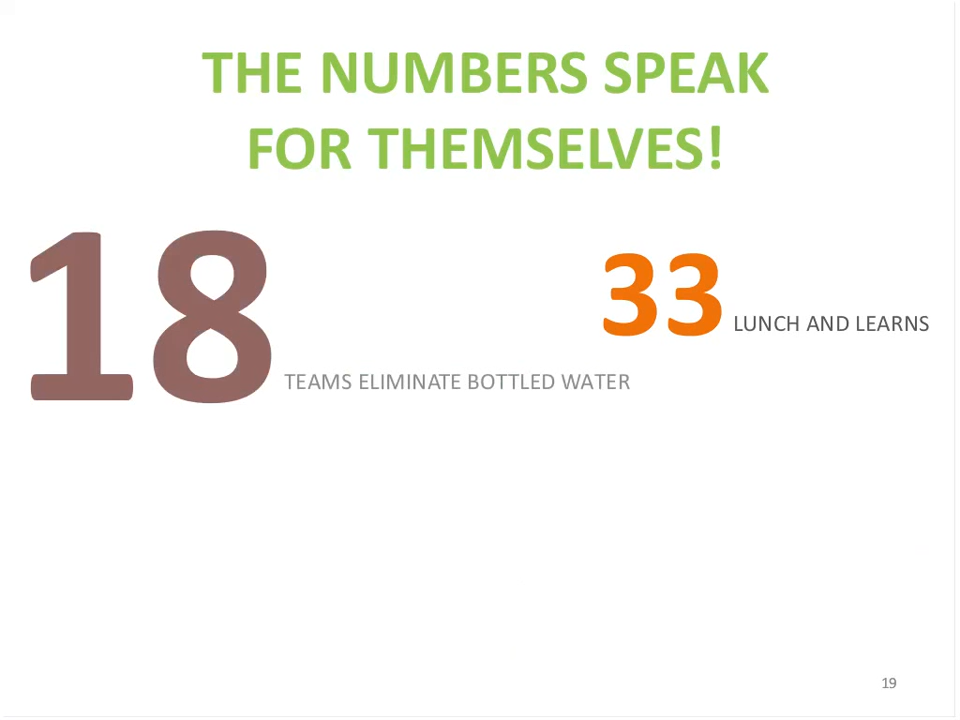 THE NUMBERS SPEAK
FOR THEMSELVES!
18 TEAMS ELIMINATE BOTTLED WATER
33 LUNCH AND LEARNS
19